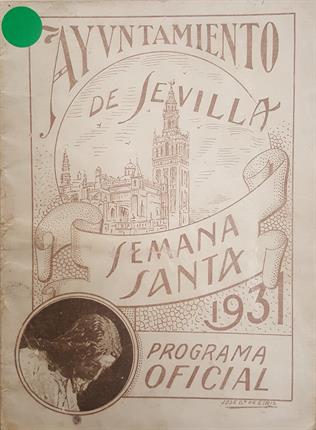 AYVNTAMIENTO
DE SEVILLA
SEMANA
SANTA
1931
PROGRAMA
OFICIAL